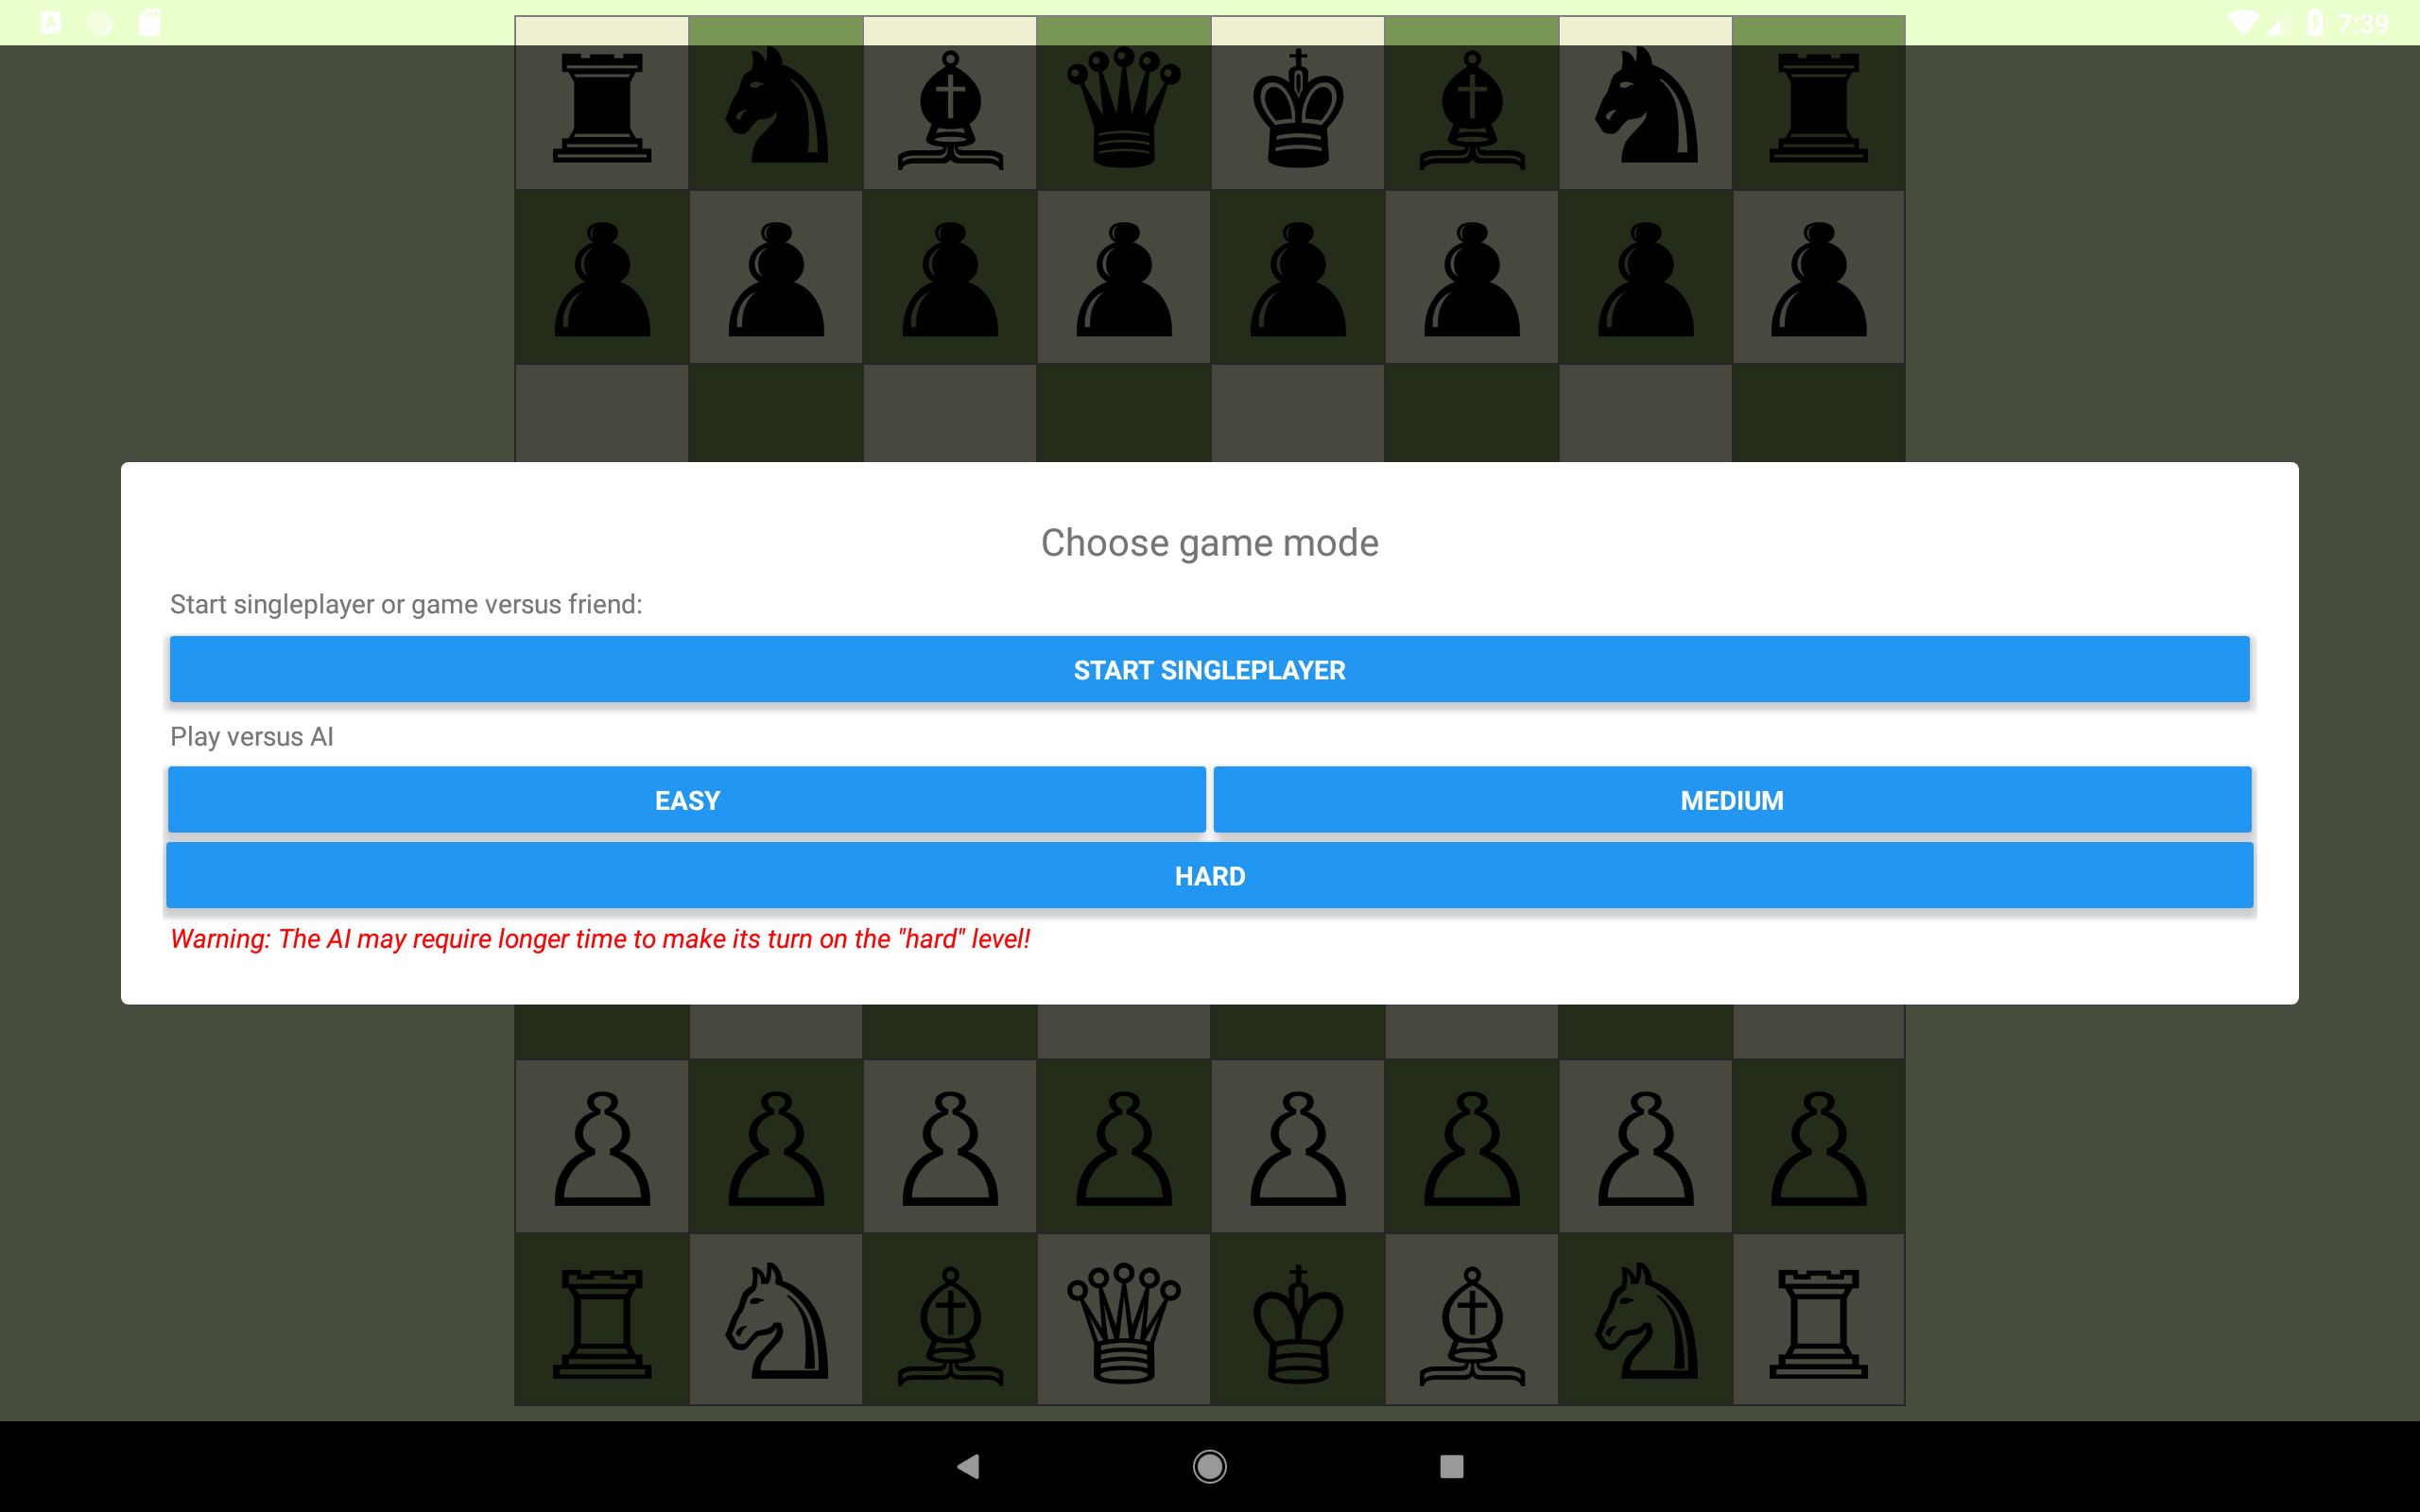 7:39
Choose game mode
Start singleplayer or game versus friend:
START SINGLEPLAYER
Play versus AI
EASY
MEDIUM
HARD
Warning: The AI may require longer time to make its turn on the "hard" level!